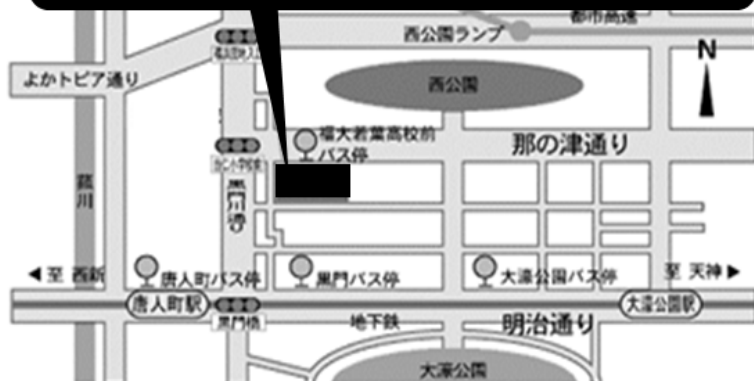 都市高速
西公園ランプ
よかトピア通り
西公園
N
福大若葉高校前
バス停
那の津通り
菰川
黒門川通り
至 西新
唐人町バス停
黒門バス停
大濠公園バス停
至 天神
唐人町駅
大濠公園駅
黒門橋
地下鉄
明治通り
大濠公園